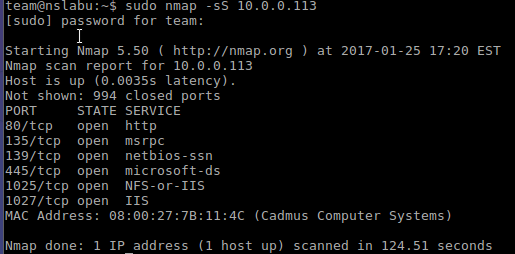 team@nslabu:~$ sudo nmap -sS 10.0.0.113
[sudo] password for team:
Starting Nmap 5.50 ( http://nmap.org ) at 2017-01-25 17:20 EST
Nmap scan report for 10.0.0.113
Host is up (0.0035s latency).
Not shown: 994 closed ports
PORT     STATE SERVICE
80/tcp   open  http
135/tcp  open  msrpc
139/tcp  open  netbios-ssn
445/tcp  open  microsoft-ds
1025/tcp open  NFS-or-IIS
1027/tcp open  IIS
MAC Address: 08:00:27:7B:11:4C (Cadmus Computer Systems)
Nmap done: 1 IP address (1 host up) scanned in 124.51 seconds